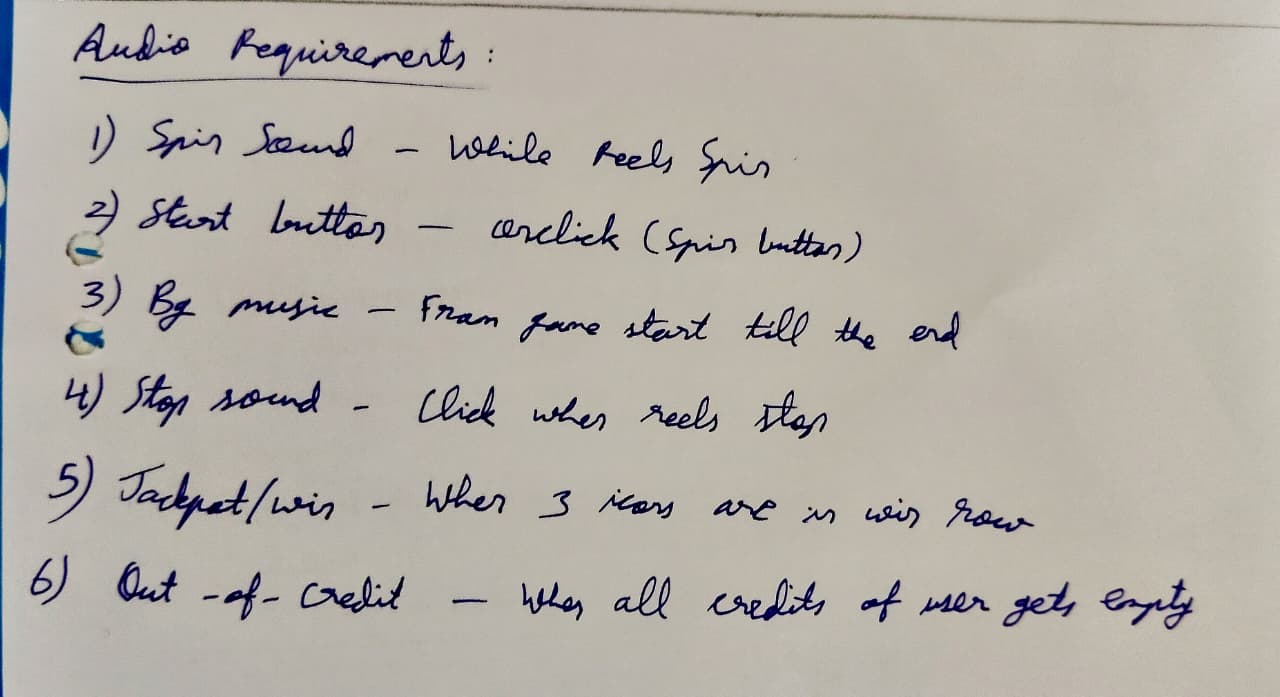 Audio Requirements :
1) Spin Sound - While Reels Spin
2) Start button - onclick (Spin button)
3) Bg music - From game start till the end
4) Stop sound - Click when reels stop
5) Jackpot/win - When 3 icons are in win row
6) Out-of-Credit - When all credits of user gets empty